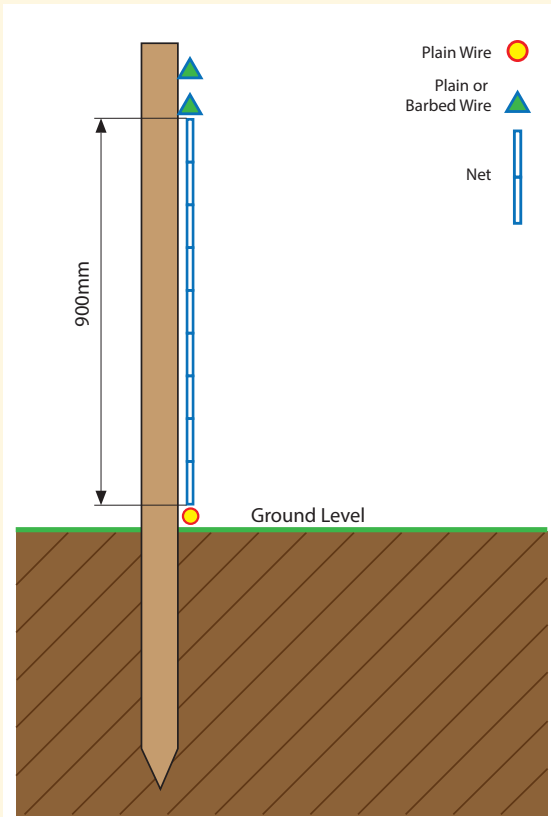 Plain Wire
Plain or
Barbed Wire
Net
900mm
Ground Level